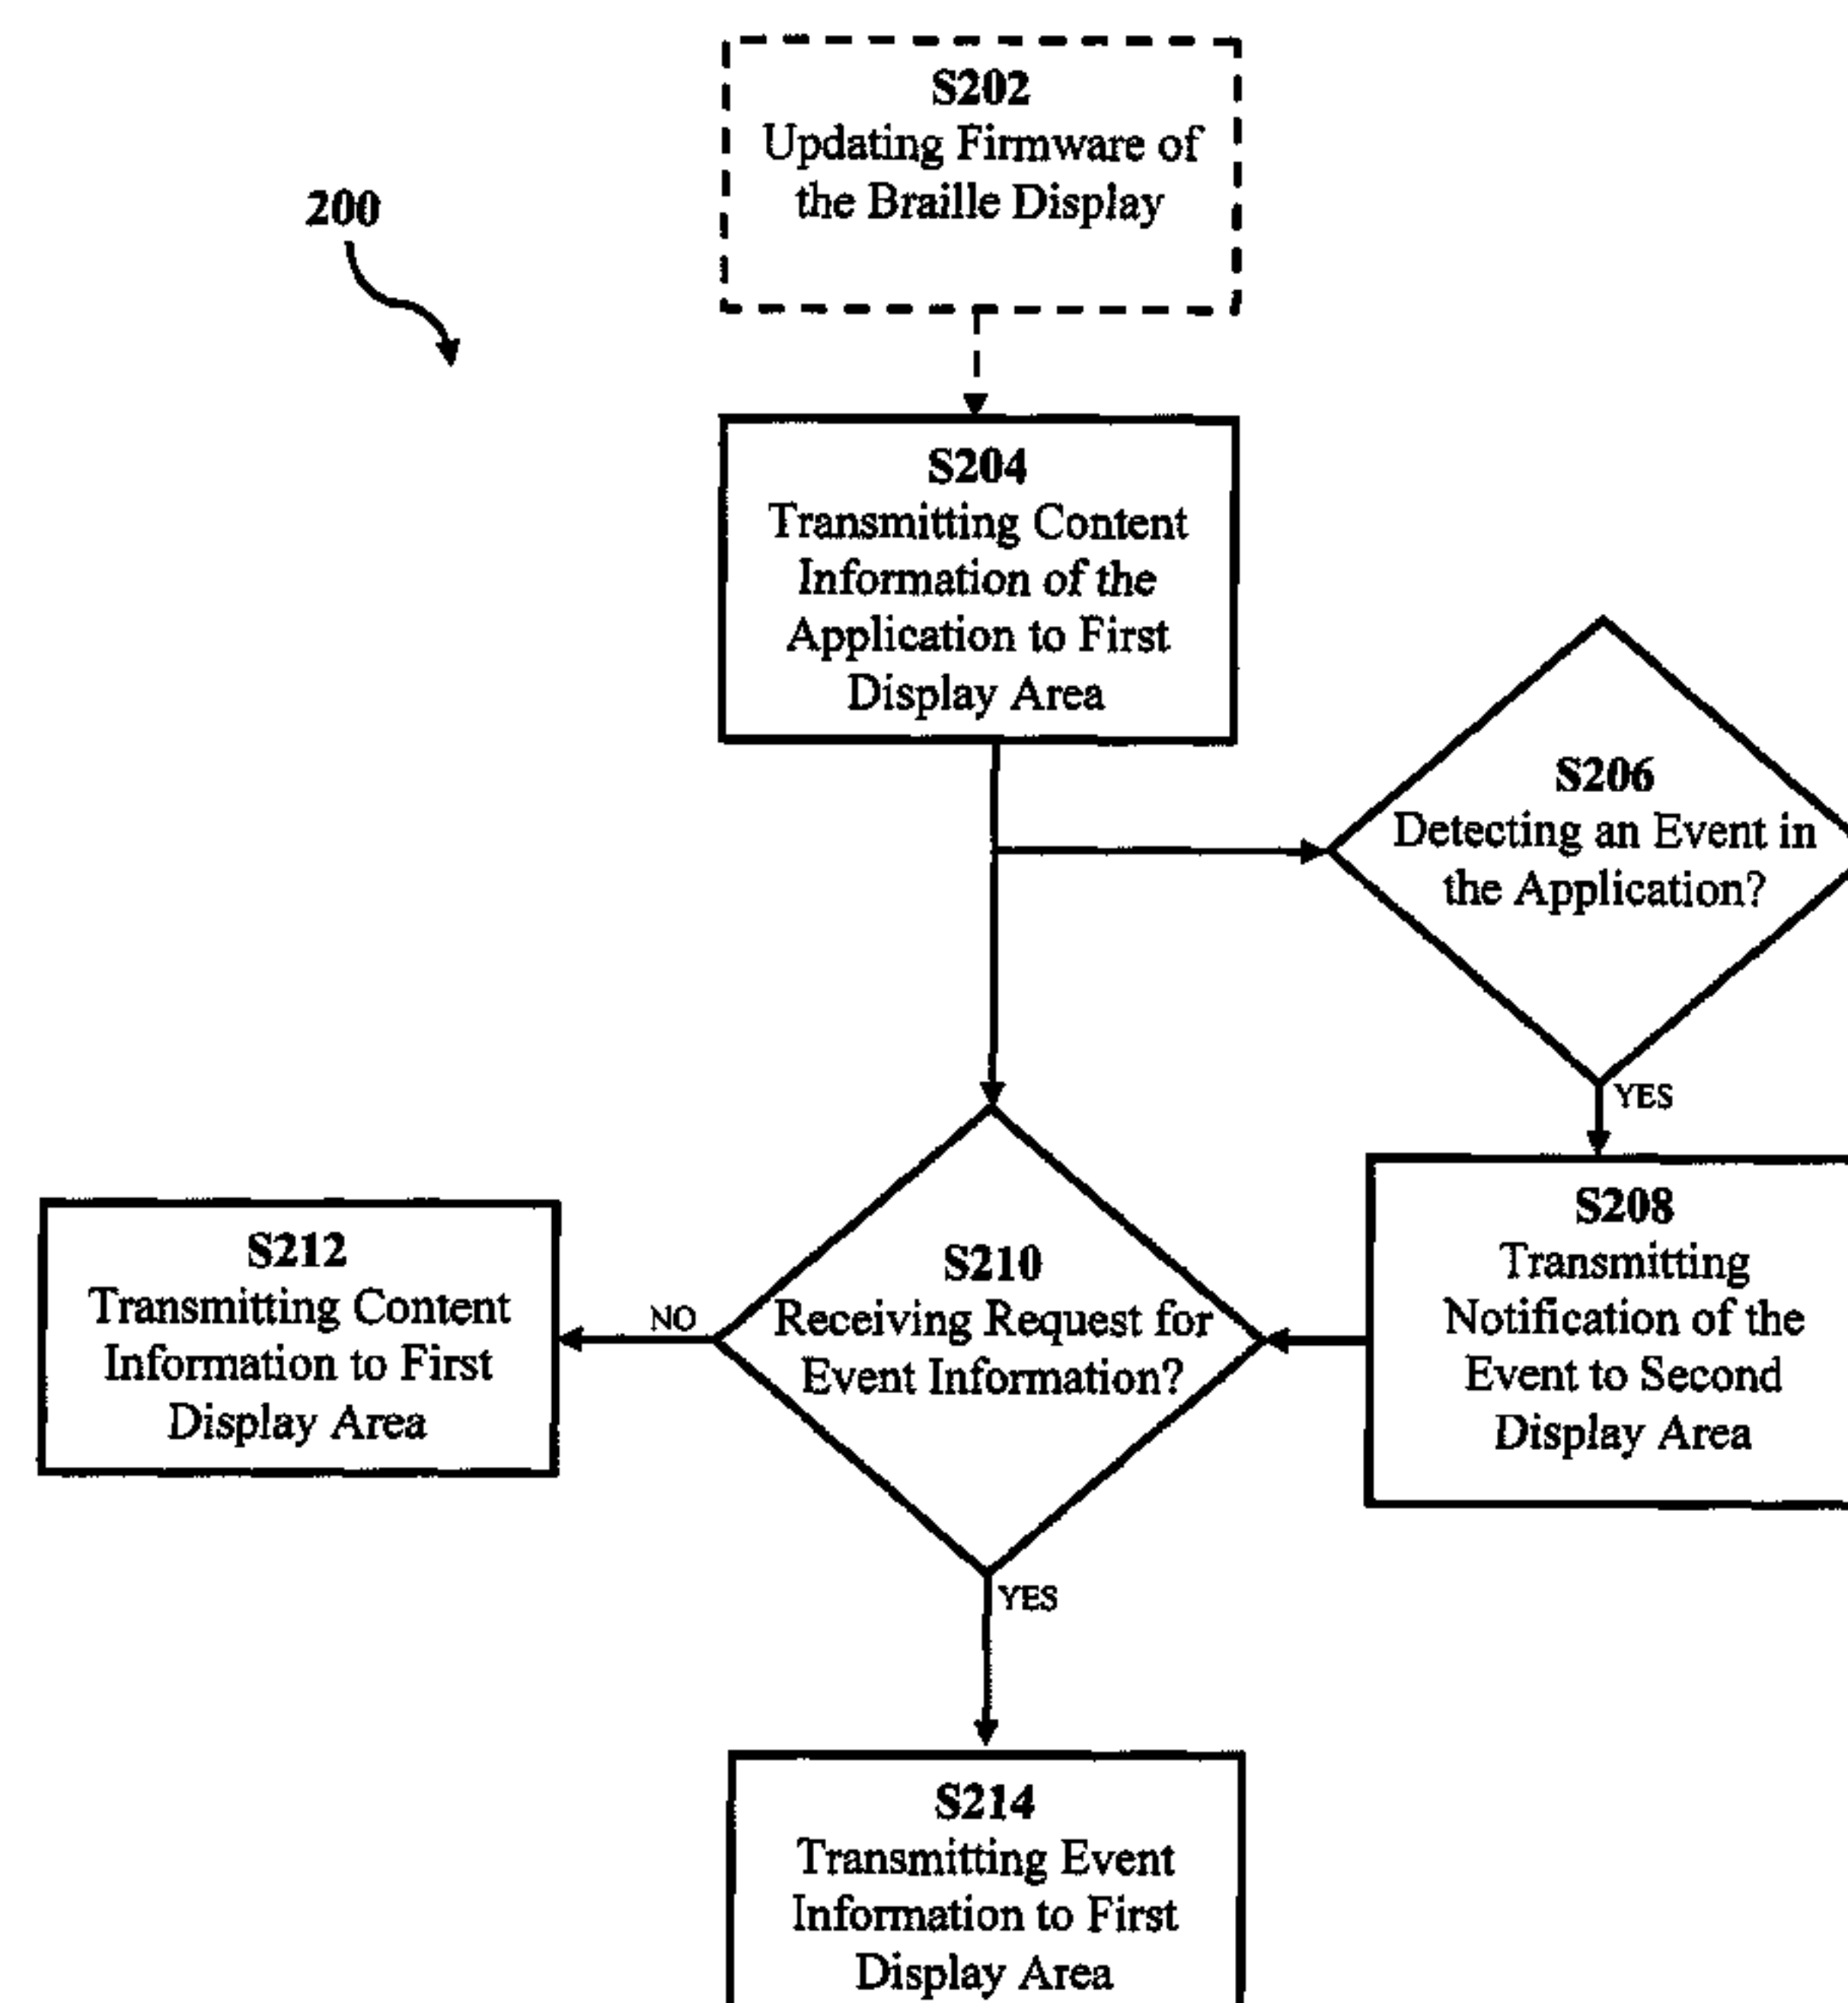 S202
Updating Firmware of
the Braille Display
200
S204
Transmitting Content
Information of the
Application to First
Display Area
S206
Detecting an Event in
the Application?
YES
S208
Transmitting
Notification of the
Event to Second
Display Area
S210
Receiving Request for
Event Information?
NO
S212
Transmitting Content
Information to First
Display Area
YES
S214
Transmitting Event
Information to First
Display Area